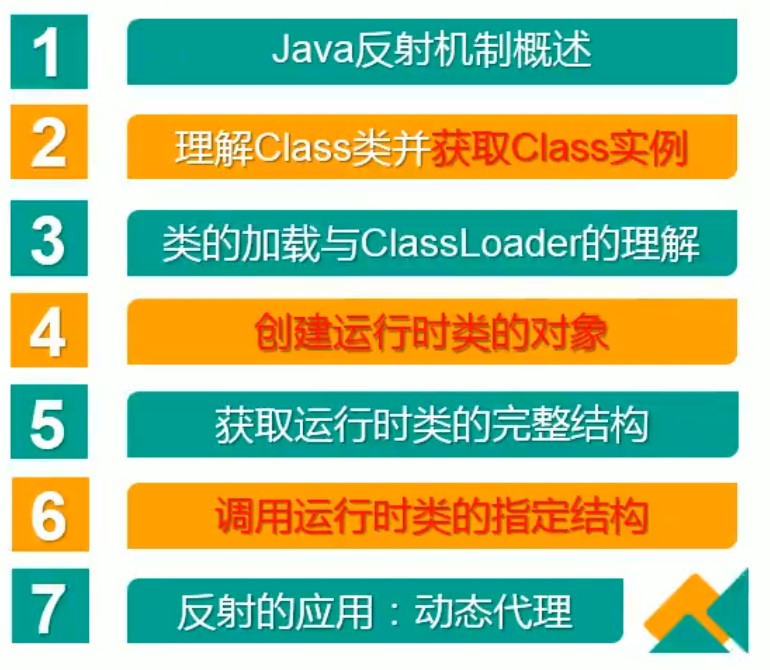 1 Java反射机制概述
2 理解Class类并获取Class实例
3 类的加载与ClassLoader的理解
4 创建运行时类的对象
5 获取运行时类的完整结构
6 调用运行时类的指定结构
7 反射的应用：动态代理